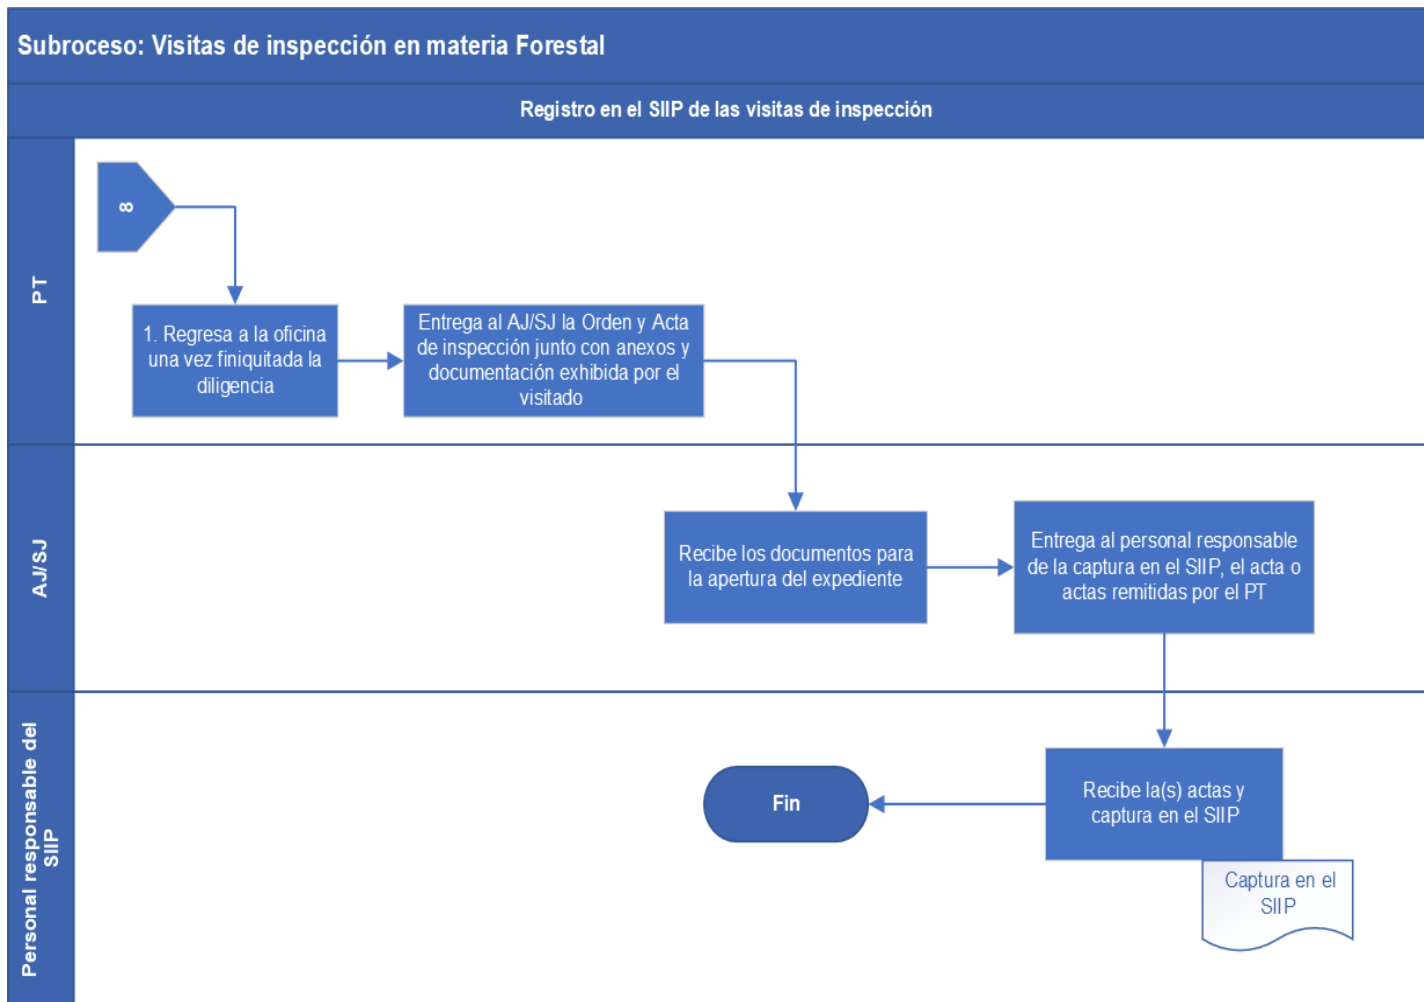 Subroceso: Visitas de inspección en materia Forestal
Registro en el SIIP de las visitas de inspección
PT
8
1. Regresa a la oficina
una vez finiquitada la
diligencia
Entrega al AJ/SJ la Orden y Acta
de inspección junto con anexos y
documentación exhibida por el
visitado
AJ/SJ
Recibe los documentos para
la apertura del expediente
Entrega al personal responsable
de la captura en el SIIP, el acta o
actas remitidas por el PT
Personal responsable del
SIIP
Fin
Recibe la(s) actas y
captura en el SIIP
Captura en el
SIIP